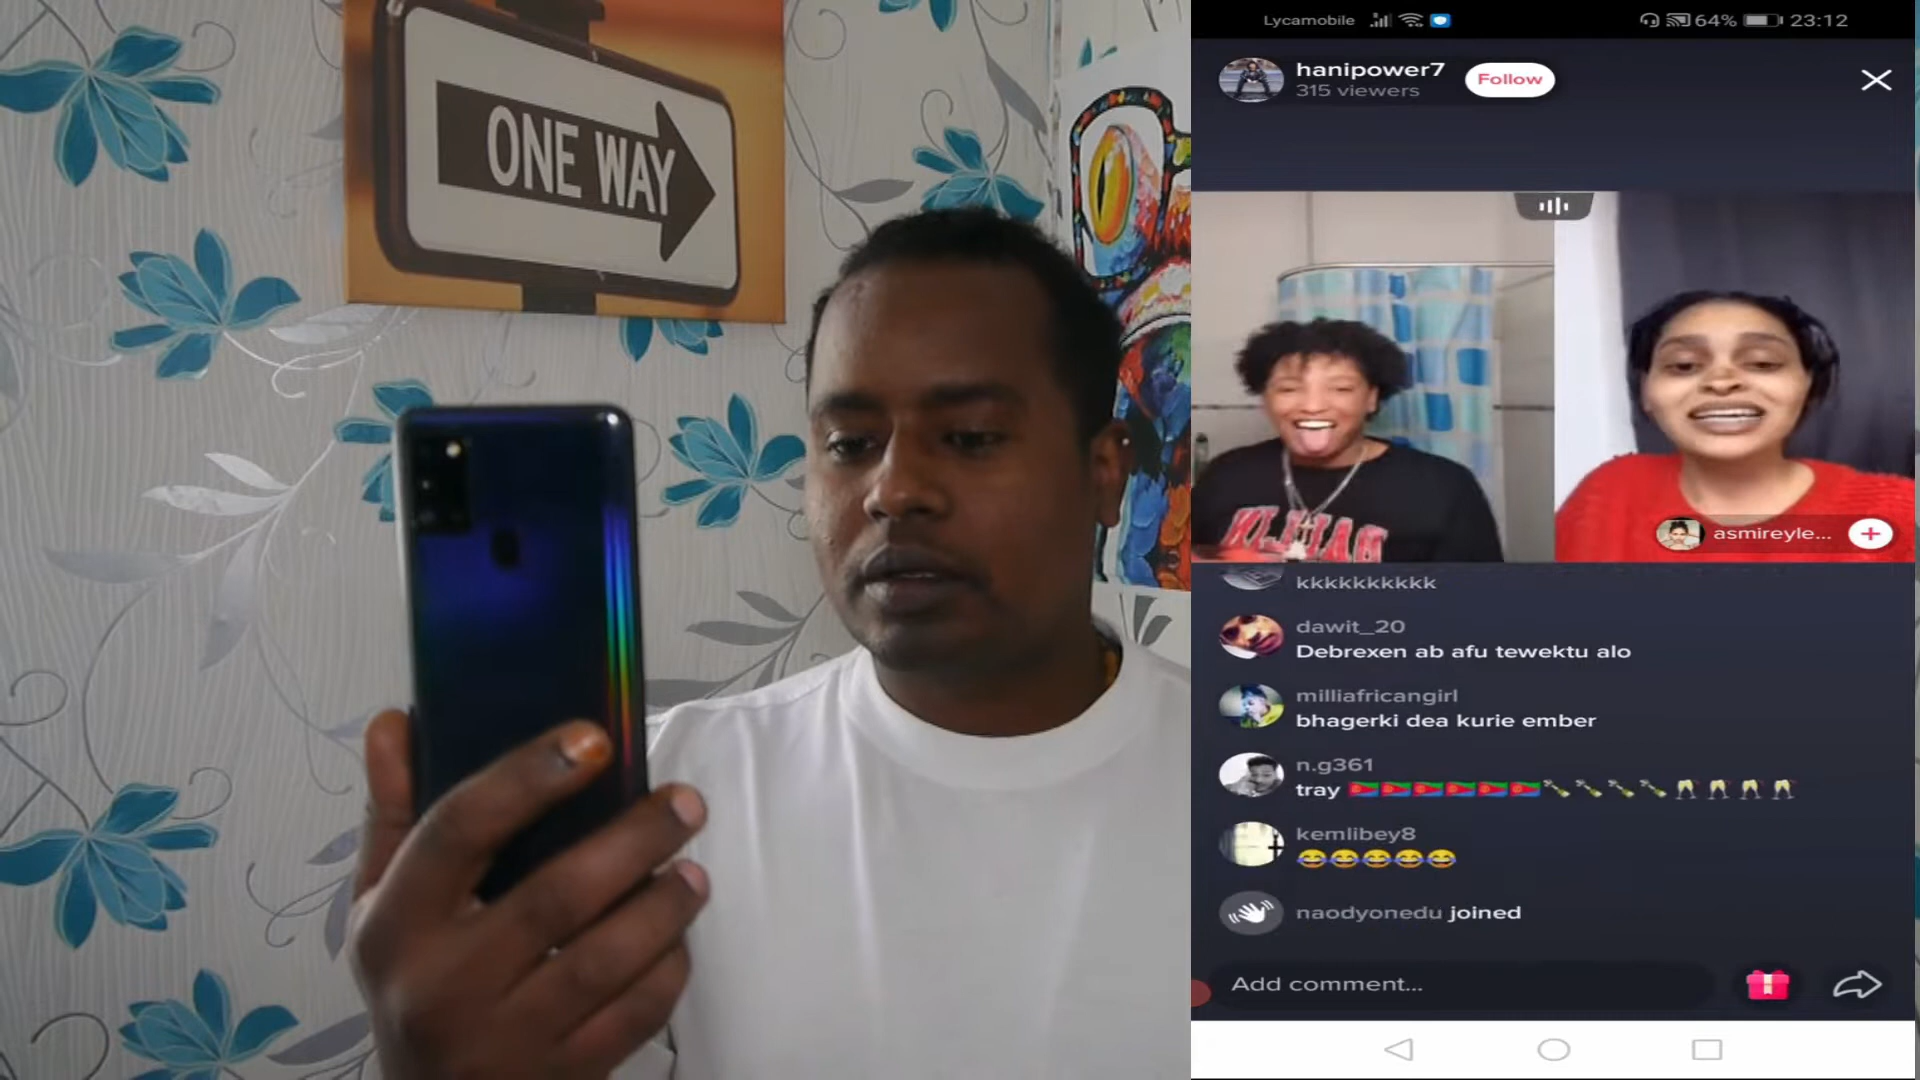 ONE WAY
Lycamobile
64% 23:12
hanipower7
315 viewers
Follow
asmireyle...
kkkkkkkkkk
dawit_20
Debrexen ab afu tewektu alo
milliafricangirl
bhagerki dea kurie ember
n.g361
tray
kemlibey8
naodyonedu joined
Add comment...